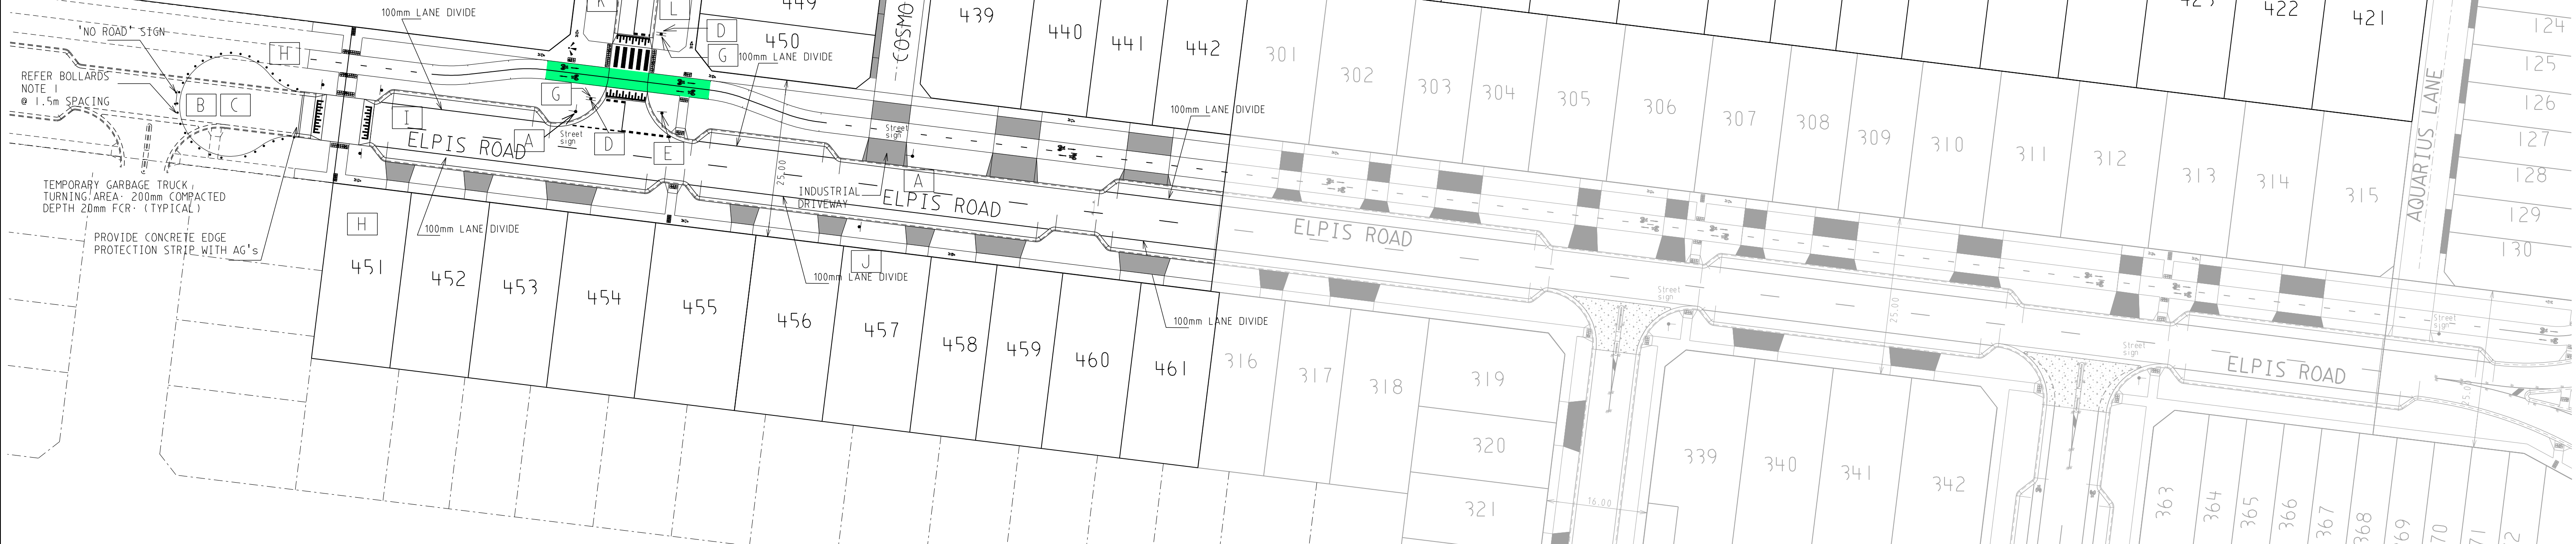 100mm LANE DIVIDE
'NO ROAD' SIGN
H
REFER BOLLARDS
NOTE 1
@ 1.5m SPACING
B C
I
K
L
D
G
100mm LANE DIVIDE
449
450
COSMO
439
440
441
442
301
302
303
304
305
306
307
308
309
310
311
312
313
314
315
422
421
AQUARIUS LANE
124
125
126
127
128
129
130
G
A
Street
sign
D
E
ELPIS ROAD
25.00
Street
sign
100mm LANE DIVIDE
INDUSTRIAL
DRIVEWAY
A
ELPIS ROAD
ELPIS ROAD
TEMPORARY GARBAGE TRUCK
TURNING AREA. 200mm COMPACTED
DEPTH 20mm FCR. (TYPICAL)
PROVIDE CONCRETE EDGE
PROTECTION STRIP WITH AG's
H
100mm LANE DIVIDE
J
100mm LANE DIVIDE
100mm LANE DIVIDE
451
452
453
454
455
456
457
458
459
460
461
316
317
318
319
320
321
Street
sign
25.00
16.00
339
340
341
342
Street
sign
Street
sign
ELPIS ROAD
25.00
363
364
365
366
367
368